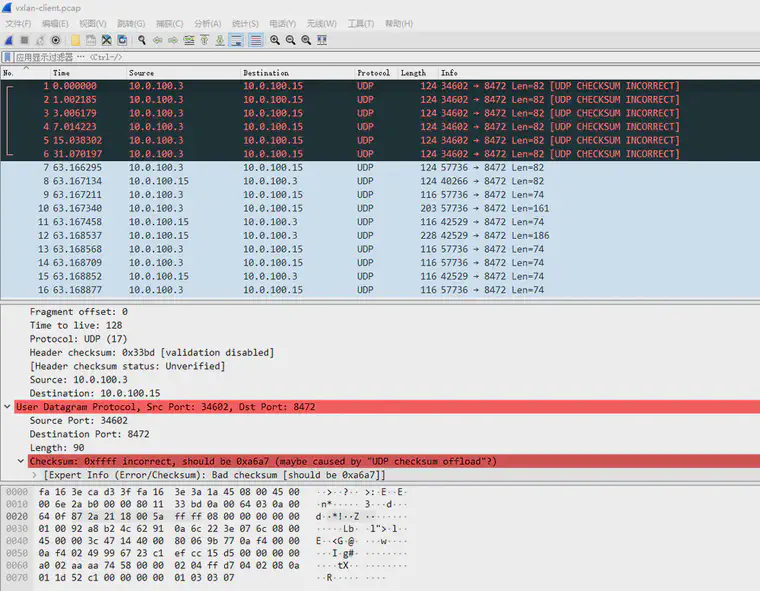 vxlan-client.pcap
文件(F) 编辑(E) 视图(V) 跳转(G) 捕获(C) 分析(A) 统计(S) 电话(Y) 无线(W) 工具(T) 帮助(H)
应用显示过滤器 … <Ctrl-/>
No. Time Source Destination Protocol Length Info
1 0.000000 10.0.100.3 10.0.100.15 UDP 124 34602 → 8472 Len=82 [UDP CHECKSUM INCORRECT]
2 1.002185 10.0.100.3 10.0.100.15 UDP 124 34602 → 8472 Len=82 [UDP CHECKSUM INCORRECT]
3 3.006179 10.0.100.3 10.0.100.15 UDP 124 34602 → 8472 Len=82 [UDP CHECKSUM INCORRECT]
4 7.014223 10.0.100.3 10.0.100.15 UDP 124 34602 → 8472 Len=82 [UDP CHECKSUM INCORRECT]
5 15.038302 10.0.100.3 10.0.100.15 UDP 124 34602 → 8472 Len=82 [UDP CHECKSUM INCORRECT]
6 31.070197 10.0.100.3 10.0.100.15 UDP 124 34602 → 8472 Len=82 [UDP CHECKSUM INCORRECT]
7 63.166295 10.0.100.3 10.0.100.15 UDP 124 57736 → 8472 Len=82
8 63.167134 10.0.100.15 10.0.100.3 UDP 124 40266 → 8472 Len=82
9 63.167211 10.0.100.3 10.0.100.15 UDP 116 57736 → 8472 Len=74
10 63.167340 10.0.100.3 10.0.100.15 UDP 203 57736 → 8472 Len=161
11 63.167458 10.0.100.15 10.0.100.3 UDP 116 42529 → 8472 Len=74
12 63.168537 10.0.100.15 10.0.100.3 UDP 228 42529 → 8472 Len=186
13 63.168568 10.0.100.3 10.0.100.15 UDP 116 57736 → 8472 Len=74
14 63.168709 10.0.100.3 10.0.100.15 UDP 116 57736 → 8472 Len=74
15 63.168852 10.0.100.15 10.0.100.3 UDP 116 42529 → 8472 Len=74
16 63.168877 10.0.100.3 10.0.100.15 UDP 116 57736 → 8472 Len=74
Fragment offset: 0
Time to live: 128
Protocol: UDP (17)
Header checksum: 0x33bd [validation disabled]
[Header checksum status: Unverified]
Source: 10.0.100.3
Destination: 10.0.100.15
User Datagram Protocol, Src Port: 34602, Dst Port: 8472
Source Port: 34602
Destination Port: 8472
Length: 90
Checksum: 0xffff incorrect, should be 0xa6a7 (maybe caused by "UDP checksum offload"?)
[Expert Info (Error/Checksum): Bad checksum [should be 0xa6a7]]
0000 fa 16 3e ca d3 3f fa 16 3e 3a 1a 45 08 00 45 00 ··>··?·· >:·E··E·
0010 00 6e 2a b0 00 00 80 11 33 bd 0a 00 64 03 0a 00 ·n*····· 3···d···
0020 64 0f 87 2a 21 18 00 5a ff ff 08 00 00 00 00 00 d··*!··Z ········
0030 01 00 92 a8 b2 4c 62 91 0a 6c 22 3e 07 6c 08 00 ·····Lb· ·l">·l··
0040 45 00 00 3c 47 14 40 00 80 06 9b 77 0a f4 00 00 E··<G·@· ···w····
0050 0a f4 02 49 99 67 23 c1 ef cc 15 d5 00 00 00 00 ···I·g#· ········
0060 a0 02 aa aa 74 58 00 00 02 04 ff d7 04 02 08 0a ····tX·· ········
0070 01 1d 52 c1 00 00 00 00 01 03 03 07 ··R····· ····